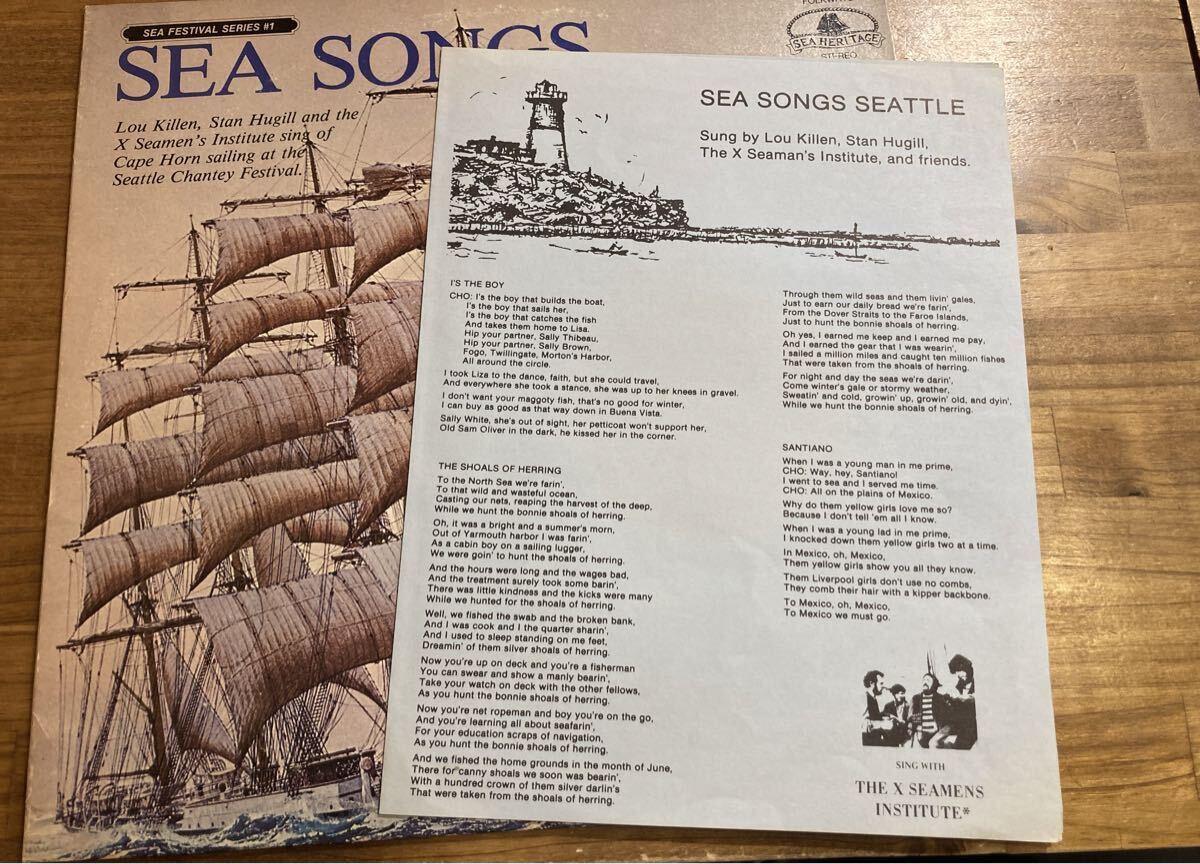 SEA FESTIVAL SERIES #1
SEA SONGS
Lou Killen, Stan Hugill and the
X Seamen's Institute sing of
Cape Horn sailing at the
Seattle Chantey Festival.
FOLKWAYS
SEA HERITAGE
STEREO
SEA SONGS SEATTLE
Sung by Lou Killen, Stan Hugill,
The X Seaman's Institute, and friends.
I'S THE BOY
CHO: I's the boy that builds the boat,
I's the boy that sails her,
I's the boy that catches the fish
And takes them home to Lisa.
Hip your partner, Sally Thibeau,
Hip your partner, Sally Brown,
Fogo, Twillingate, Morton's Harbor,
All around the circle.
I took Liza to the dance, faith, but she could travel,
And everywhere she took a stance, she was up to her knees in gravel.
I don't want your maggoty fish, that's no good for winter,
I can buy as good as that way down in Buena Vista.
Sally White, she's out of sight, her petticoat won't support her,
Old Sam Oliver in the dark, he kissed her in the corner.
THE SHOALS OF HERRING
To the North Sea we're farin',
To that wild and wasteful ocean,
Casting our nets, reaping the harvest of the deep,
While we hunt the bonnie shoals of herring.
Oh, it was a bright and a summer's morn,
Out of Yarmouth harbor I was farin',
As a cabin boy on a sailing lugger,
We were goin' to hunt the shoals of herring.
And the hours were long and the wages bad,
And the treatment surely took some barin',
There was little kindness and the kicks were many
While we hunted for the shoals of herring.
Well, we fished the swab and the broken bank,
And I was cook and I the quarter sharin',
And I used to sleep standing on me feet,
Dreamin' of them silver shoals of herring.
Now you're up on deck and you're a fisherman
You can swear and show a manly bearin',
Take your watch on deck with the other fellows,
As you hunt the bonnie shoals of herring.
Now you're net ropeman and boy you're on the go,
And you're learning all about seafarin',
For your education scraps of navigation,
As you hunt the bonnie shoals of herring.
And we fished the home grounds in the month of June,
There for canny shoals we soon was bearin',
With a hundred crown of them silver darlin's
That were taken from the shoals of herring.
Through them wild seas and them livin' gales,
Just to earn our daily bread we're farin',
From the Dover Straits to the Faroe Islands,
Just to hunt the bonnie shoals of herring.
Oh yes, I earned me keep and I earned me pay,
And I earned the gear that I was wearin',
I sailed a million miles and caught ten million fishes
That were taken from the shoals of herring.
For night and day the seas we're darin',
Come winter's gale or stormy weather,
Sweatin' and cold, growin' up, growin' old, and dyin',
While we hunt the bonnie shoals of herring.
SANTIANO
When I was a young man in me prime,
CHO: Way, hey, Santiano!
I went to sea and I served me time.
CHO: All on the plains of Mexico.
Why do them yellow girls love me so?
Because I don't tell 'em all I know.
When I was a young lad in me prime,
I knocked down them yellow girls two at a time.
In Mexico, oh, Mexico,
Them yellow girls show you all they know.
Them Liverpool girls don't use no combs,
They comb their hair with a kipper backbone.
To Mexico, oh, Mexico,
To Mexico we must go.
SING WITH
THE X SEAMENS
INSTITUTE*